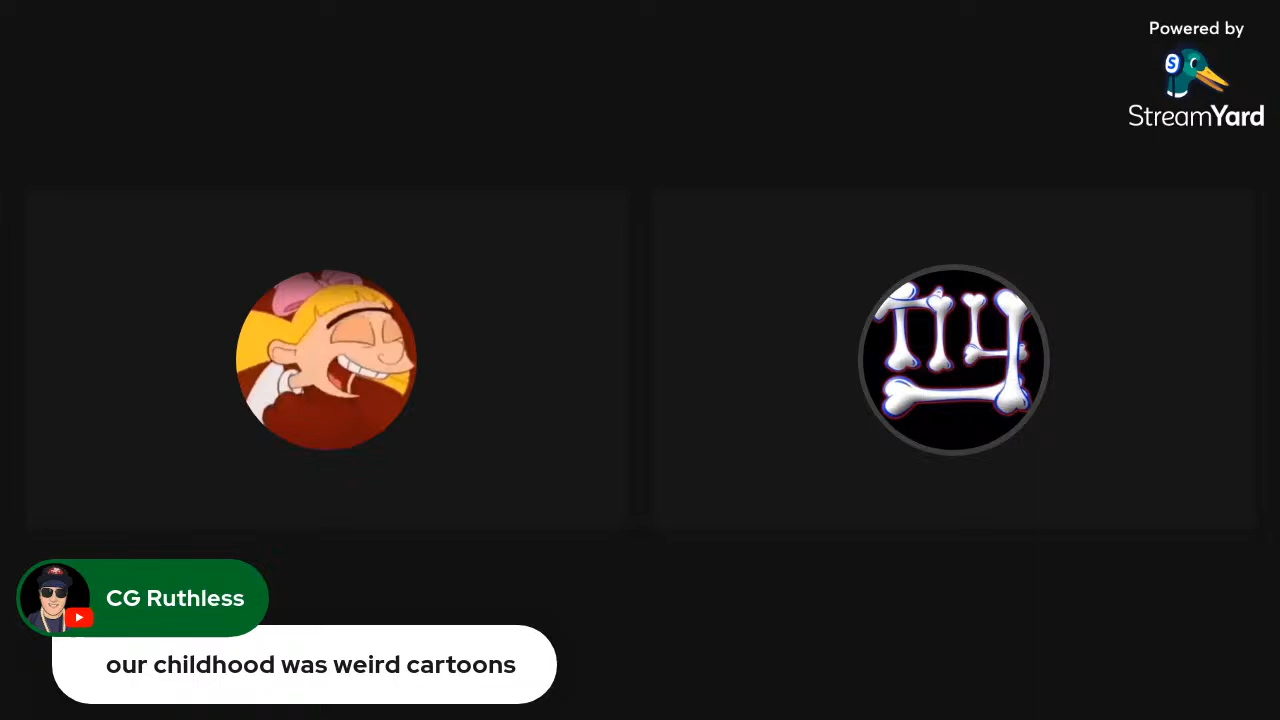 Powered by
S
StreamYard
CG Ruthless
our childhood was weird cartoons